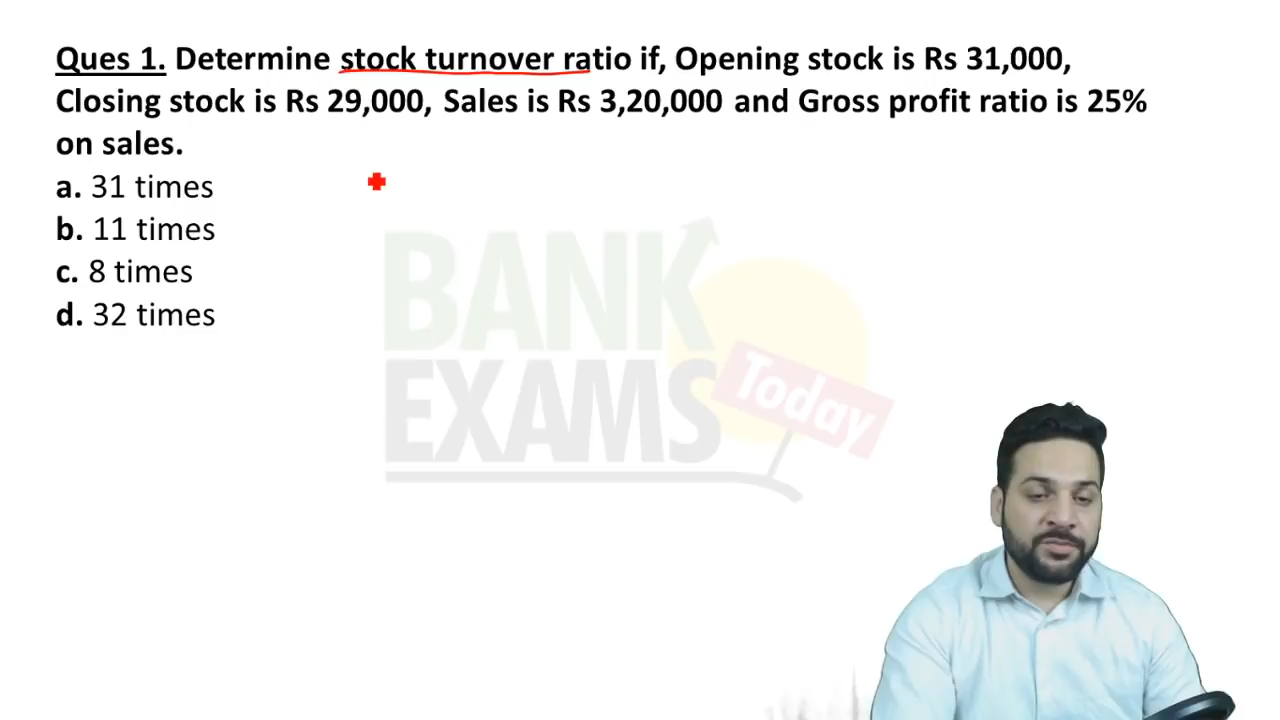 Ques 1. Determine stock turnover ratio if, Opening stock is Rs 31,000,
Closing stock is Rs 29,000, Sales is Rs 3,20,000 and Gross profit ratio is 25%
on sales.
a. 31 times
b. 11 times
c. 8 times
d. 32 times
BANK
EXAMS
Today